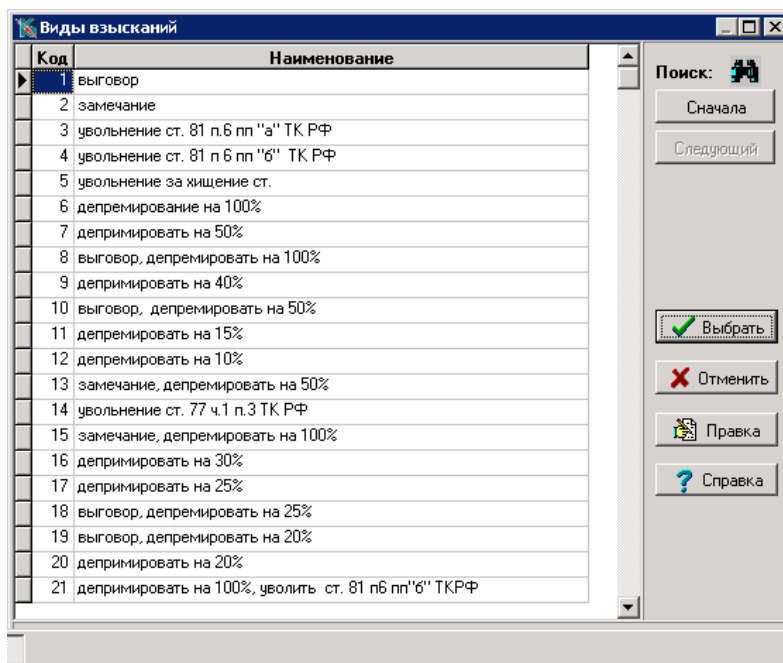 Виды взысканий
Код Наименование
1 выговор
2 замечание
3 увольнение ст. 81 п.6 пп "а" ТК РФ
4 увольнение ст. 81 п 6 пп "б" ТК РФ
5 увольнение за хищение ст.
6 депремирование на 100%
7 депримировать на 50%
8 выговор, депремировать на 100%
9 депримировать на 40%
10 выговор, депремировать на 50%
11 депремировать на 15%
12 депремировать на 10%
13 замечание, депремировать на 50%
14 увольнение ст. 77 ч.1 п.3 ТК РФ
15 замечание, депремировать на 100%
16 депримировать на 30%
17 депримировать на 25%
18 выговор, депремировать на 25%
19 выговор, депремировать на 20%
20 депримировать на 20%
21 депримировать на 100%, уволить ст. 81 п6 пп"б" ТКРФ
Поиск:
Сначала
Следующий
Выбрать
Отменить
Правка
Справка